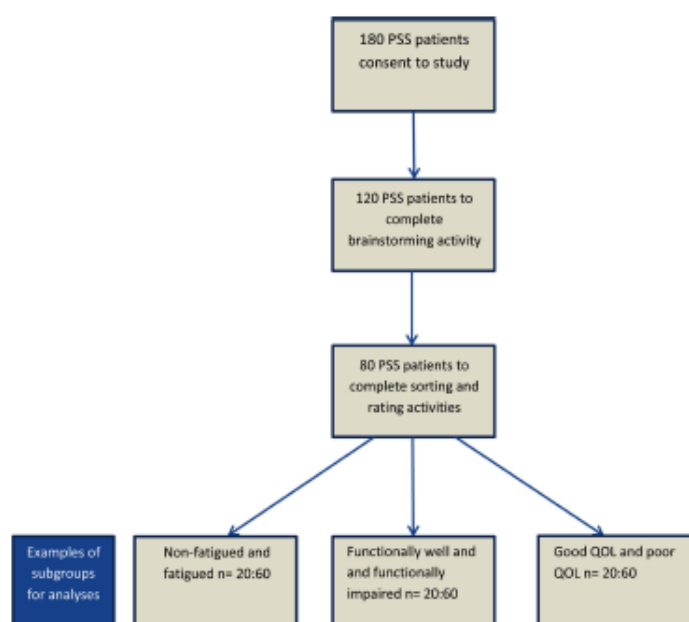 180 PSS patients
consent to study
120 PSS patients to
complete
brainstorming activity
80 PSS patients to
complete sorting and
rating activities
Examples of
subgroups
for analyses
Non-fatigued and
fatigued n= 20:60
Functionally well and
and functionally
impaired n= 20:60
Good QOL and poor
QOL n= 20:60